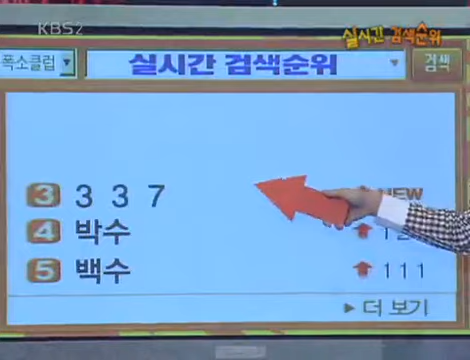 KBS2
실시간 검색순위
폭소클럽 실시간 검색순위 검색
3 3 3 7 NEW
4 박수
5 백수 111
더 보기